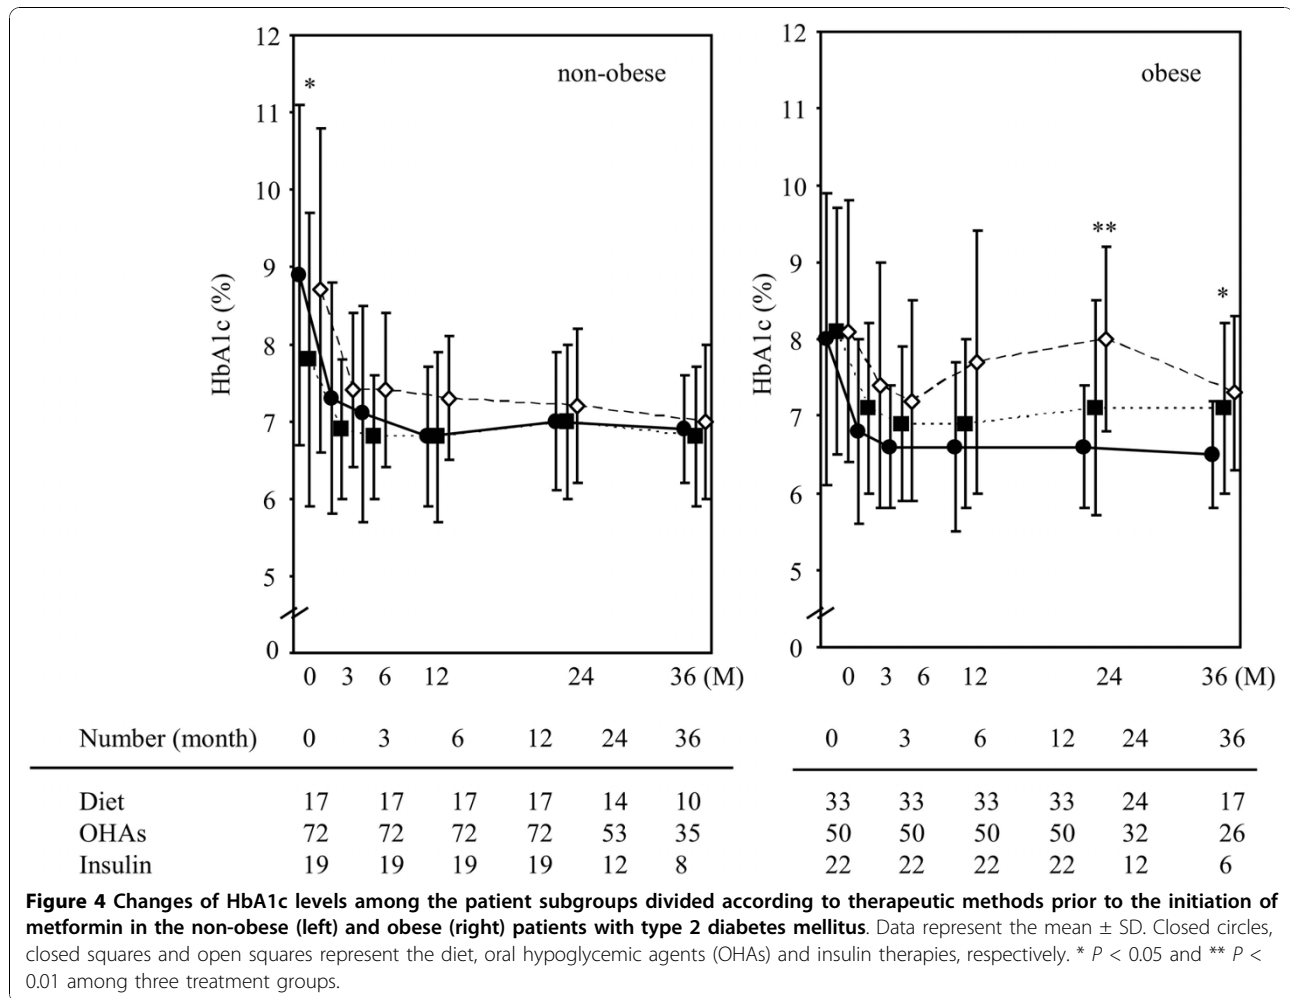 12
11
10
9
8
7
6
5
0
HbA1c (%)
non-obese
*
0 3 6 12 24 36 (M)
12
11
10
9
8
7
6
5
0
HbA1c (%)
obese
**
*
0 3 6 12 24 36 (M)
Number (month) 0 3 6 12 24 36 0 3 6 12 24 36
Diet 17 17 17 17 14 10 33 33 33 33 24 17
OHAs 72 72 72 72 53 35 50 50 50 50 32 26
Insulin 19 19 19 19 12 8 22 22 22 22 12 6
Figure 4 Changes of HbA1c levels among the patient subgroups divided according to therapeutic methods prior to the initiation of
metformin in the non-obese (left) and obese (right) patients with type 2 diabetes mellitus. Data represent the mean ± SD. Closed circles,
closed squares and open squares represent the diet, oral hypoglycemic agents (OHAs) and insulin therapies, respectively. * P < 0.05 and ** P <
0.01 among three treatment groups.